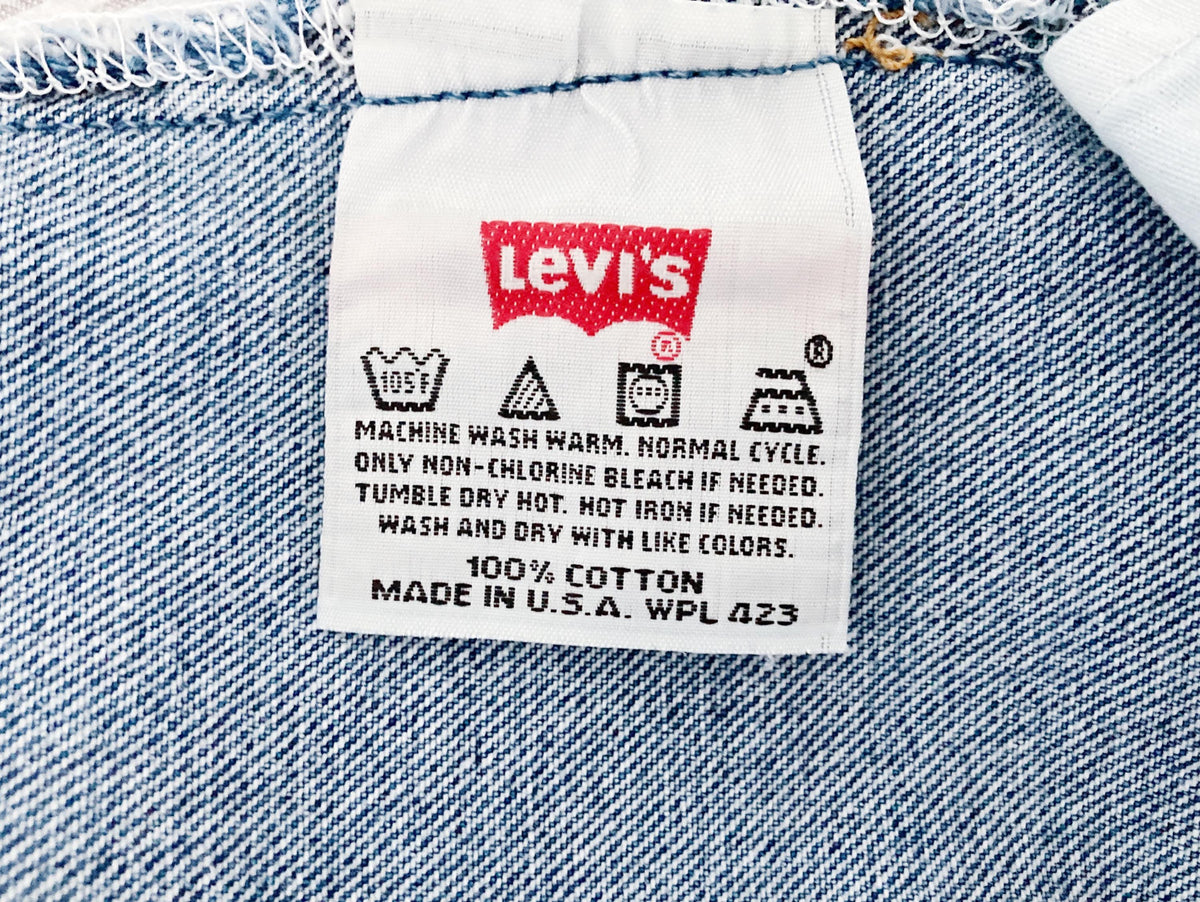 Levi's
®
®
105F
MACHINE WASH WARM. NORMAL CYCLE.
ONLY NON-CHLORINE BLEACH IF NEEDED.
TUMBLE DRY HOT. HOT IRON IF NEEDED.
WASH AND DRY WITH LIKE COLORS.
100% COTTON
MADE IN U.S.A. WPL 423